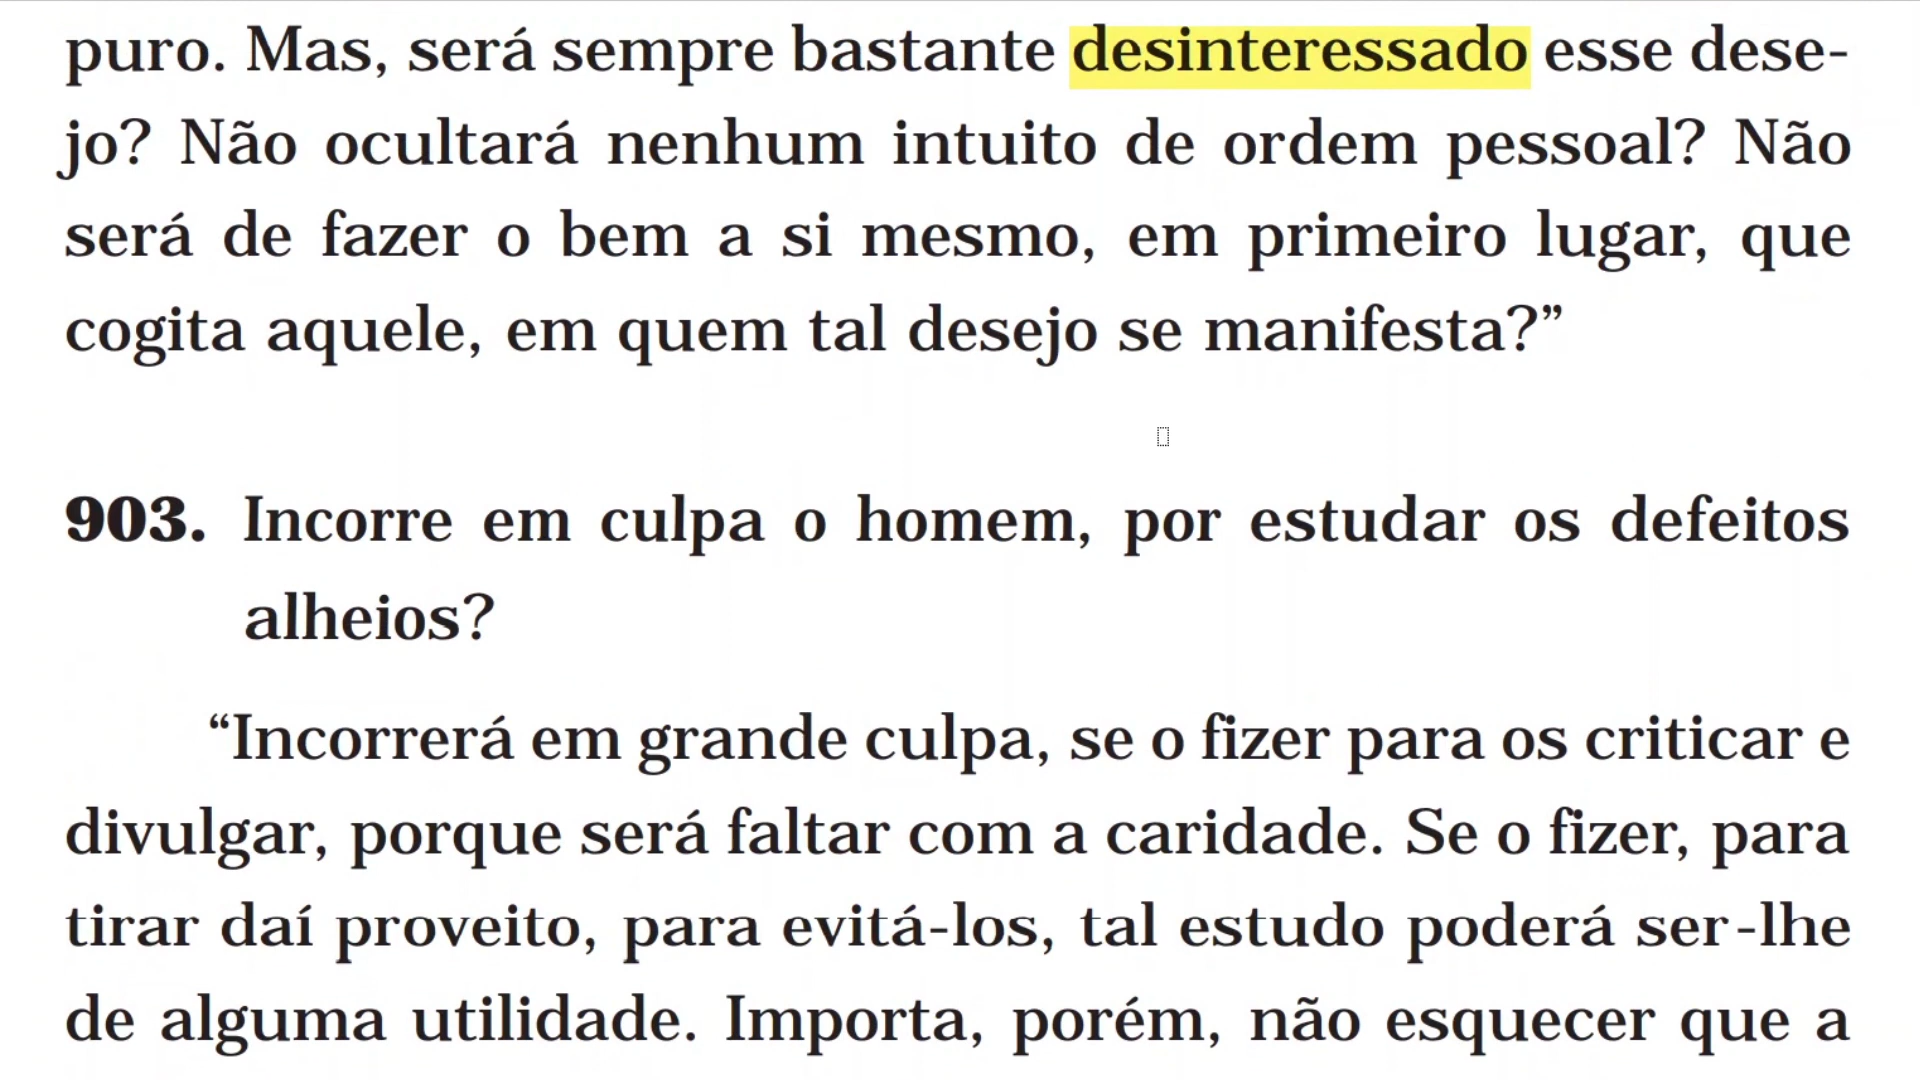 puro. Mas, será sempre bastante desinteressado esse dese-
jo? Não ocultará nenhum intuito de ordem pessoal? Não
será de fazer o bem a si mesmo, em primeiro lugar, que
cogita aquele, em quem tal desejo se manifesta?”
903. Incorre em culpa o homem, por estudar os defeitos
alheios?
“Incorrerá em grande culpa, se o fizer para os criticar e
divulgar, porque será faltar com a caridade. Se o fizer, para
tirar daí proveito, para evitá-los, tal estudo poderá ser-lhe
de alguma utilidade. Importa, porém, não esquecer que a